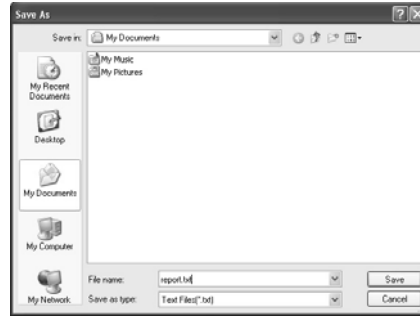 Save As
Save in:
My Documents
My Recent
Documents
Desktop
My Documents
My Computer
My Network
My Music
My Pictures
File name:
report.txt
Save
Save as type:
Text Files(*.txt)
Cancel